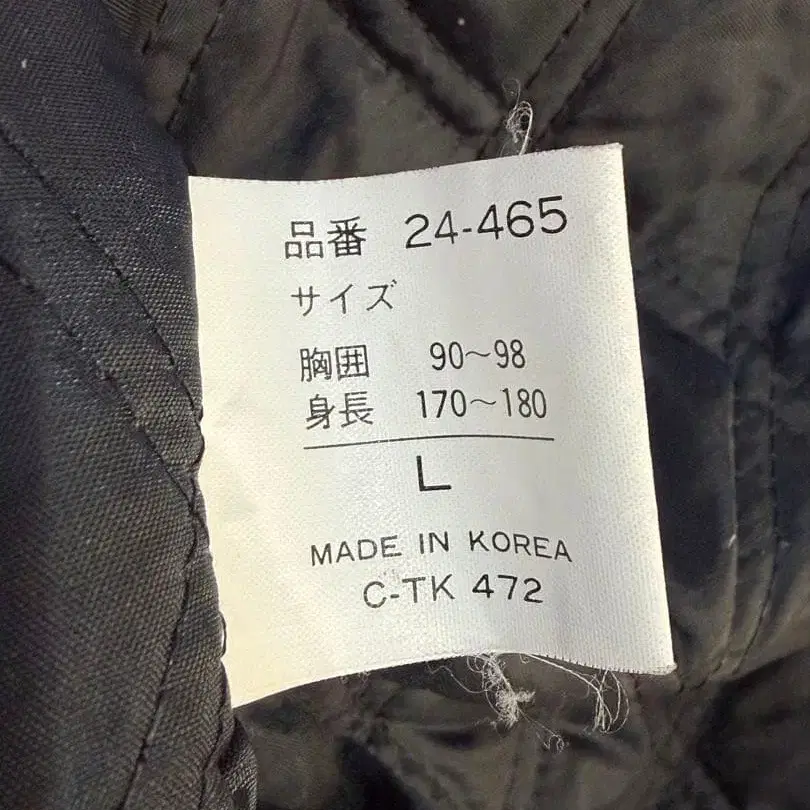 品番 24-465
サイズ
胸囲 90～98
身長 170～180
L
MADE IN KOREA
C-TK 472